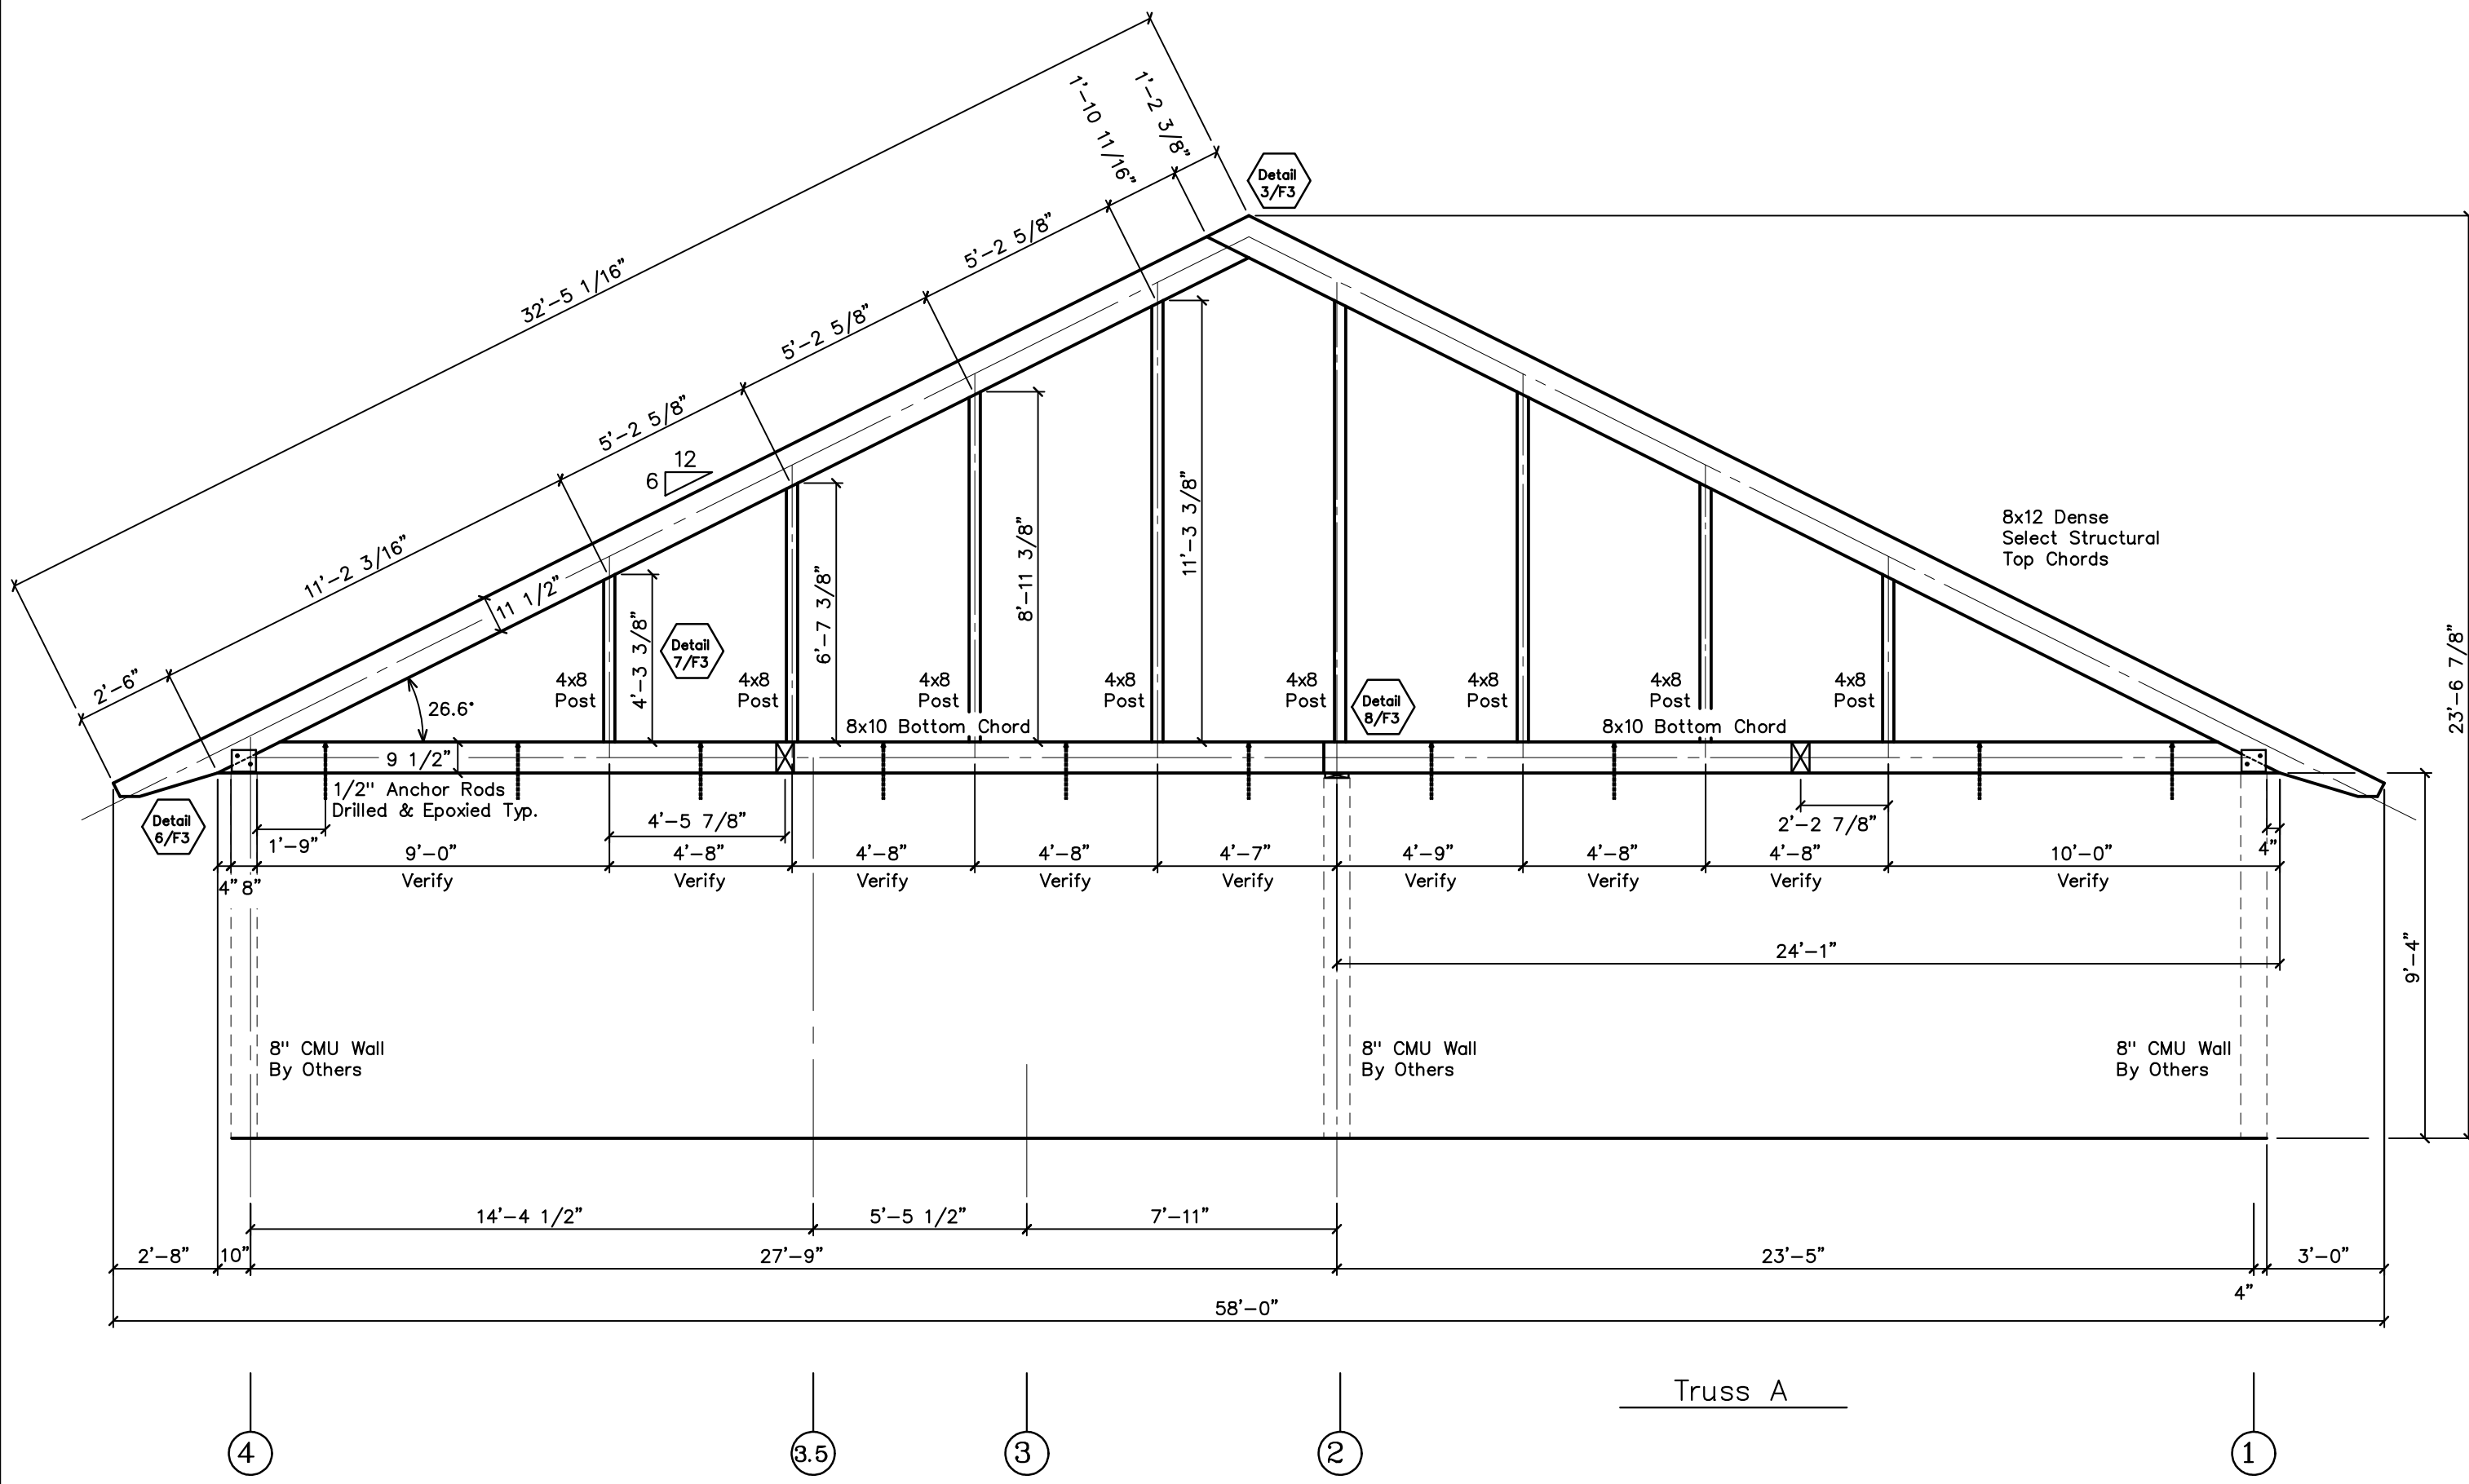 1'-2 3/8"
1'-10 11/16"
Detail
3/F3
5'-2 5/8"
32'-5 1/16"
5'-2 5/8"
5'-2 5/8"
12
6
11'-2 3/16"
11 1/2"
2'-6"
26.6°
8x12 Dense
Select Structural
Top Chords
23'-6 7/8"
11'-3 3/8"
8'-11 3/8"
6'-7 3/8"
4'-3 3/8"
Detail
7/F3
Detail
8/F3
4x8
Post
4x8
Post
4x8
Post
4x8
Post
4x8
Post
4x8
Post
4x8
Post
4x8
Post
8x10 Bottom Chord
8x10 Bottom Chord
9 1/2"
1/2" Anchor Rods
Drilled & Epoxied Typ.
Detail
6/F3
1'-9"
4'-5 7/8"
2'-2 7/8"
4"
4"
8"
9'-0"
Verify
4'-8"
Verify
4'-8"
Verify
4'-8"
Verify
4'-7"
Verify
4'-9"
Verify
4'-8"
Verify
4'-8"
Verify
10'-0"
Verify
24'-1"
9'-4"
8" CMU Wall
By Others
8" CMU Wall
By Others
8" CMU Wall
By Others
14'-4 1/2"
5'-5 1/2"
7'-11"
2'-8"
10"
27'-9"
23'-5"
4"
3'-0"
58'-0"
Truss A
4
3.5
3
2
1